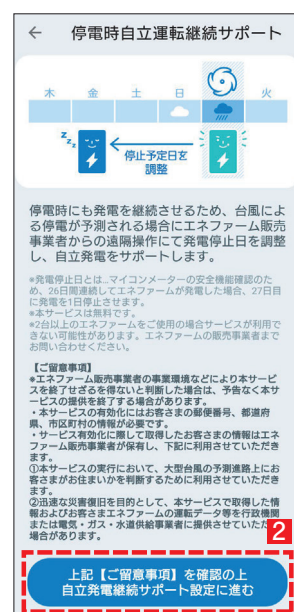 ← 停電時自立運転継続サポート
木 金 土 日 火
z z z
停止予定日を
調整
停電時にも発電を継続させるため、台風によ
る停電が予測される場合にエネファーム販売
事業者からの遠隔操作にて発電停止日を調整
し、自立発電をサポートします。
*発電停止日とは…マイコンメーターの安全機能確認のた
め、26日間連続してエネファームが発電した場合、27日目
に発電を1日停止させます。
*本サービスは無料です。
*2台以上のエネファームをご使用の場合サービスが利用で
きない可能性があります。エネファームの販売事業者まで
お問い合わせください。
【ご留意事項】
*エネファーム販売事業者の事業環境などにより本サービ
スを終了せざるを得ないと判断した場合は、予告なく本サ
ービスの提供を終了する場合があります。
・本サービスの有効化にはお客さまの郵便番号、都道府
県、市区町村の情報が必要です。
・サービス有効化に際して取得したお客さまの情報はエネ
ファーム販売事業者が保有し、下記に利用させていただき
ます。
①本サービスの実行において、大型台風の予測進路上にお
客さまがお住まいかを判断するために利用させていただき
ます。
②迅速な災害復旧を目的として、本サービスで取得した情
報およびお客さまエネファームの運転データ等を行政機関
または電気・ガス・水道供給事業者に提供させていただ
場合があります。
2
上記【ご留意事項】を確認の上
自立発電継続サポート設定に進む